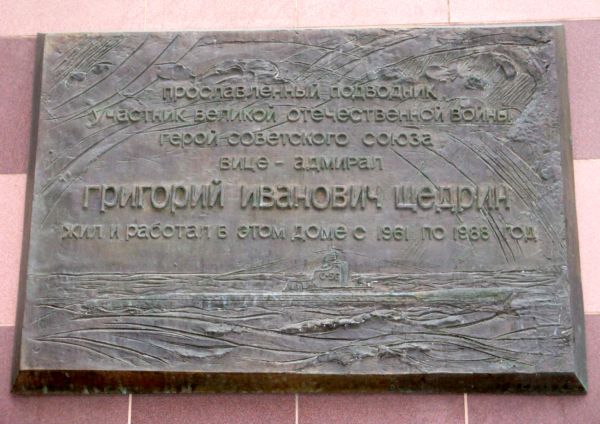 прославленный подводник,
участник великой отечественной войны,
герой советского союза
вице - адмирал
григорий иванович щедрин
жил и работал в этом доме с 1961 по 1988 год